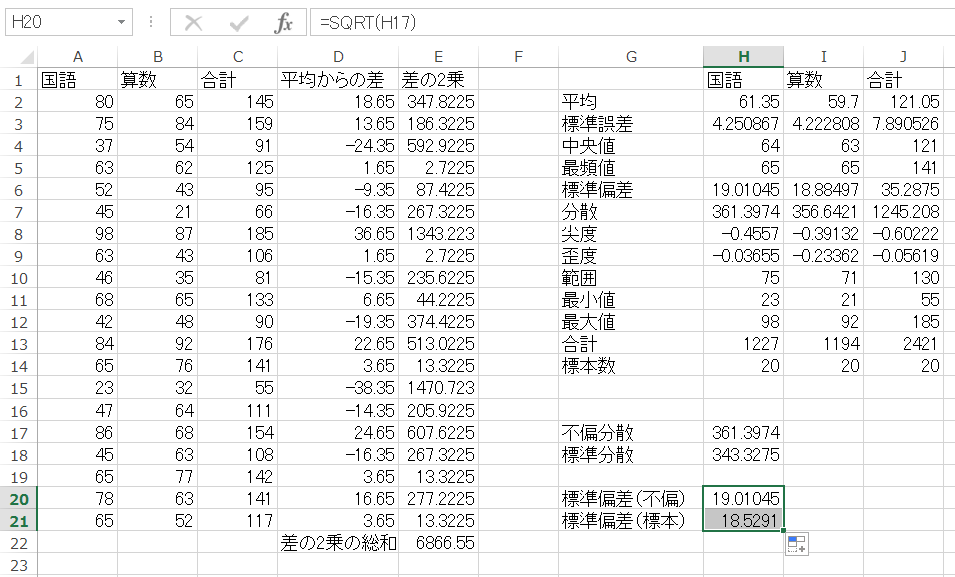 H20 fx =SQRT(H17)
A B C D E F G H I J
1 国語 算数 合計 平均からの差 差の2乗 国語 算数 合計
2 80 65 145 18.65 347.8225 平均 61.35 59.7 121.05
3 75 84 159 13.65 186.3225 標準誤差 4.250867 4.222808 7.890526
4 37 54 91 -24.35 592.9225 中央値 64 63 121
5 63 62 125 1.65 2.7225 最頻値 65 65 141
6 52 43 95 -9.35 87.4225 標準偏差 19.01045 18.88497 35.2875
7 45 21 66 -16.35 267.3225 分散 361.3974 356.6421 1245.208
8 98 87 185 36.65 1343.223 尖度 -0.4557 -0.39132 -0.60222
9 63 43 106 1.65 2.7225 歪度 -0.03655 -0.23362 -0.05619
10 46 35 81 -15.35 235.6225 範囲 75 71 130
11 68 65 133 6.65 44.2225 最小値 23 21 55
12 42 48 90 -19.35 374.4225 最大値 98 92 185
13 84 92 176 22.65 513.0225 合計 1227 1194 2421
14 65 76 141 3.65 13.3225 標本数 20 20 20
15 23 32 55 -38.35 1470.723
16 47 64 111 -14.35 205.9225
17 86 68 154 24.65 607.6225 不偏分散 361.3974
18 45 63 108 -16.35 267.3225 標準分散 343.3275
19 65 77 142 3.65 13.3225
20 78 63 141 16.65 277.2225 標準偏差(不偏) 19.01045
21 65 52 117 3.65 13.3225 標準偏差(標本) 18.5291
22 差の2乗の総和 6866.55
23